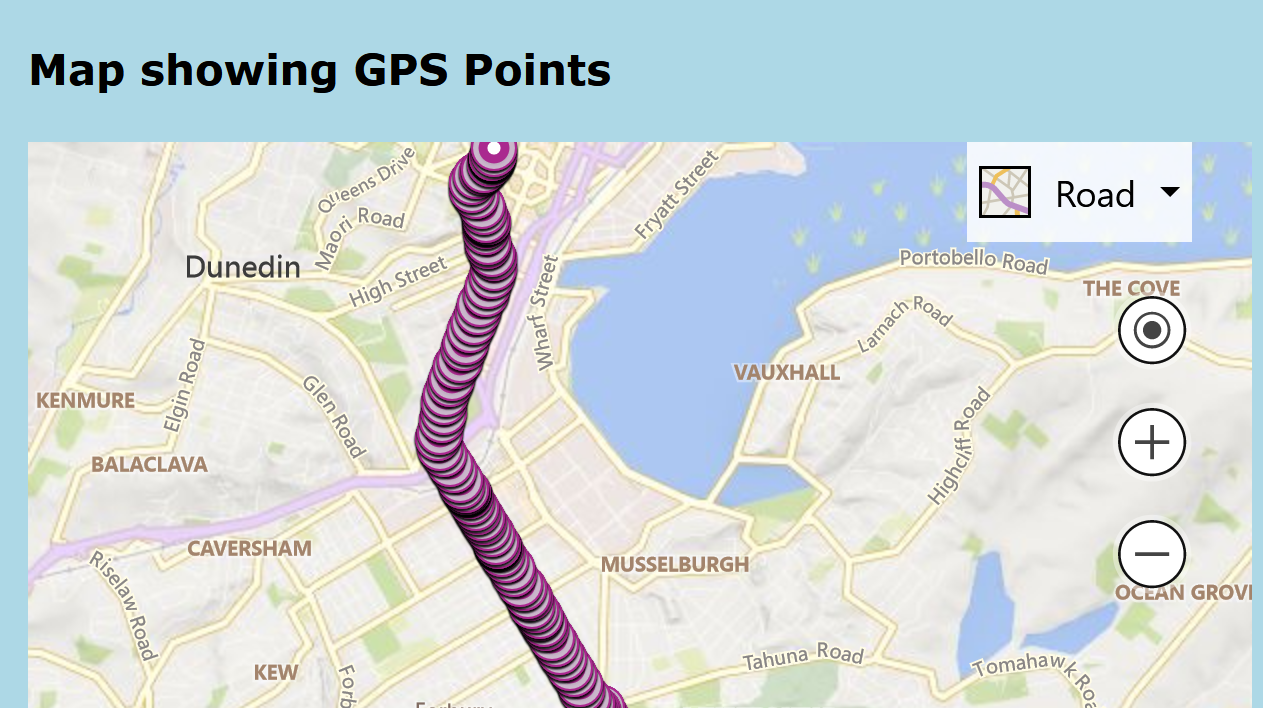 Map showing GPS Points
Road
Queens Drive
Maori Road
Fryatt Street
Dunedin
High Street
Wharf Street
Portobello Road
THE COVE
Larnach Road
VAUXHALL
KENMURE
Elgin Road
Glen Road
Highcliff Road
BALACLAVA
CAVERSHAM
MUSSELBURGH
Riselaw Road
OCEAN GROV
KEW
Tahuna Road
Tomahawk Roa